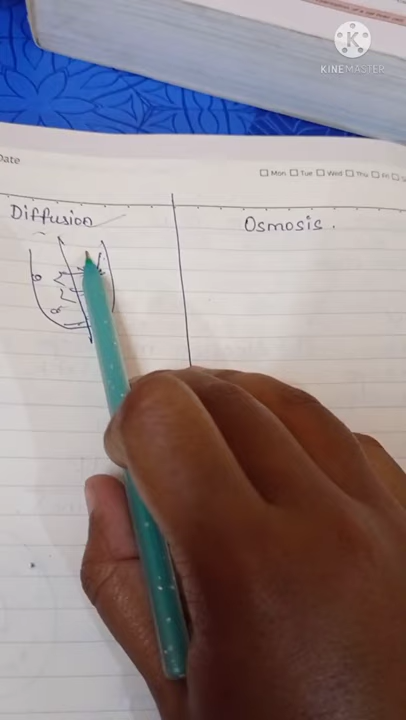 KINEMASTER
Date
Mon Tue Wed Thu Fri
Diffusion
Osmosis.